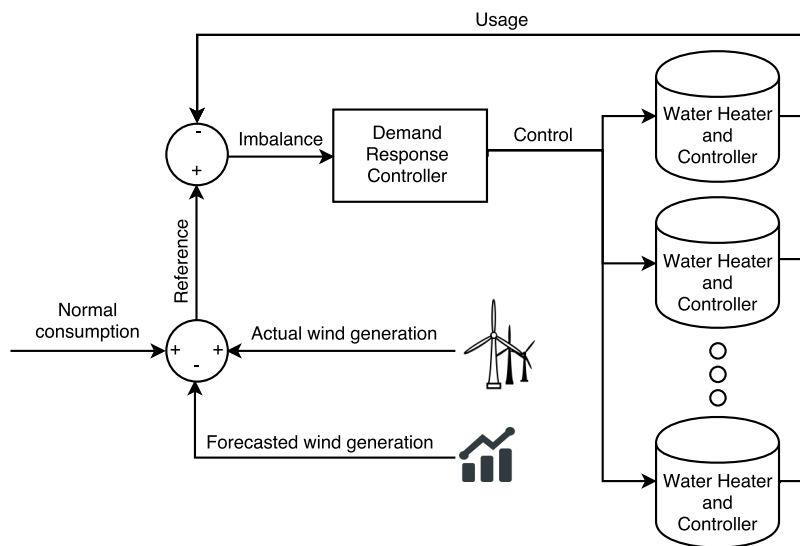 Usage
-
+
Imbalance
Demand
Response
Controller
Control
Water Heater
and
Controller
Reference
Water Heater
and
Controller
Normal
consumption
+
+
-
Actual wind generation
Forecasted wind generation
Water Heater
and
Controller